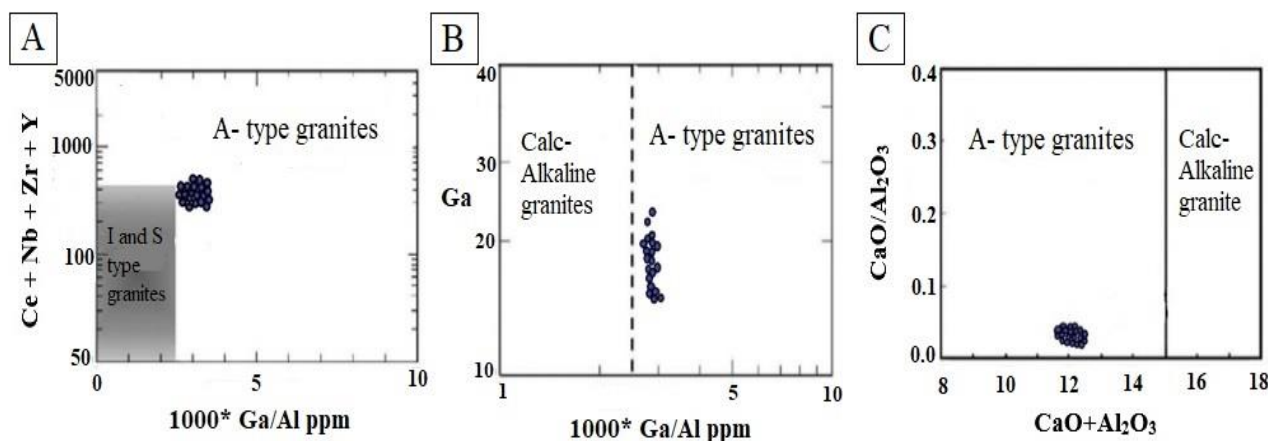 A
Ce + Nb + Zr + Y
5000
1000
100
50
A- type granites
I and S
type
granites
0
5
10
1000* Ga/Al ppm
B
Ga
40
30
20
10
Calc-
Alkaline
granites
A- type granites
1
5
10
1000* Ga/Al ppm
C
CaO/Al₂O₃
0.4
0.3
0.2
0.1
0.0
A- type granites
Calc-
Alkaline
granite
8
10
12
14
16
18
CaO+Al₂O₃